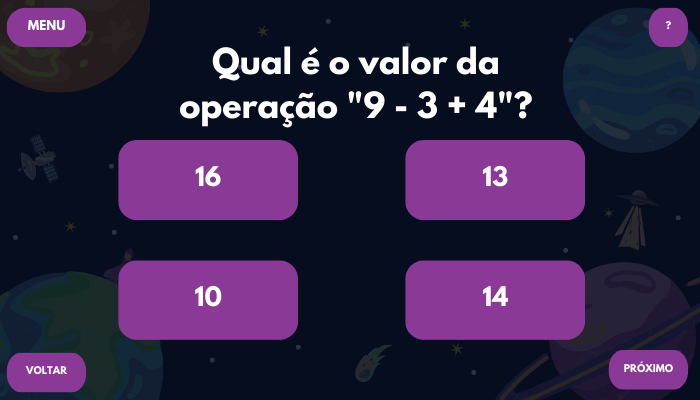 MENU
?
Qual é o valor da
operação "9 - 3 + 4"?
16
13
10
14
VOLTAR
PRÓXIMO